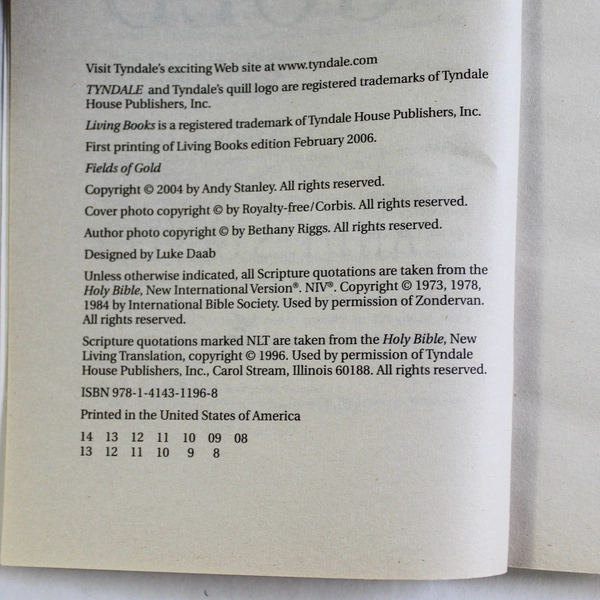 Visit Tyndale's exciting Web site at www.tyndale.com
TYNDALE and Tyndale's quill logo are registered trademarks of Tyndale
House Publishers, Inc.
Living Books is a registered trademark of Tyndale House Publishers, Inc.
First printing of Living Books edition February 2006.
Fields of Gold
Copyright © 2004 by Andy Stanley. All rights reserved.
Cover photo copyright © by Royalty-free/Corbis. All rights reserved.
Author photo copyright © by Bethany Riggs. All rights reserved.
Designed by Luke Daab
Unless otherwise indicated, all Scripture quotations are taken from the
Holy Bible, New International Version®. NIV®. Copyright © 1973, 1978,
1984 by International Bible Society. Used by permission of Zondervan.
All rights reserved.
Scripture quotations marked NLT are taken from the Holy Bible, New
Living Translation, copyright © 1996. Used by permission of Tyndale
House Publishers, Inc., Carol Stream, Illinois 60188. All rights reserved.
ISBN 978-1-4143-1196-8
Printed in the United States of America
14 13 12 11 10 09 08
13 12 11 10 9 8